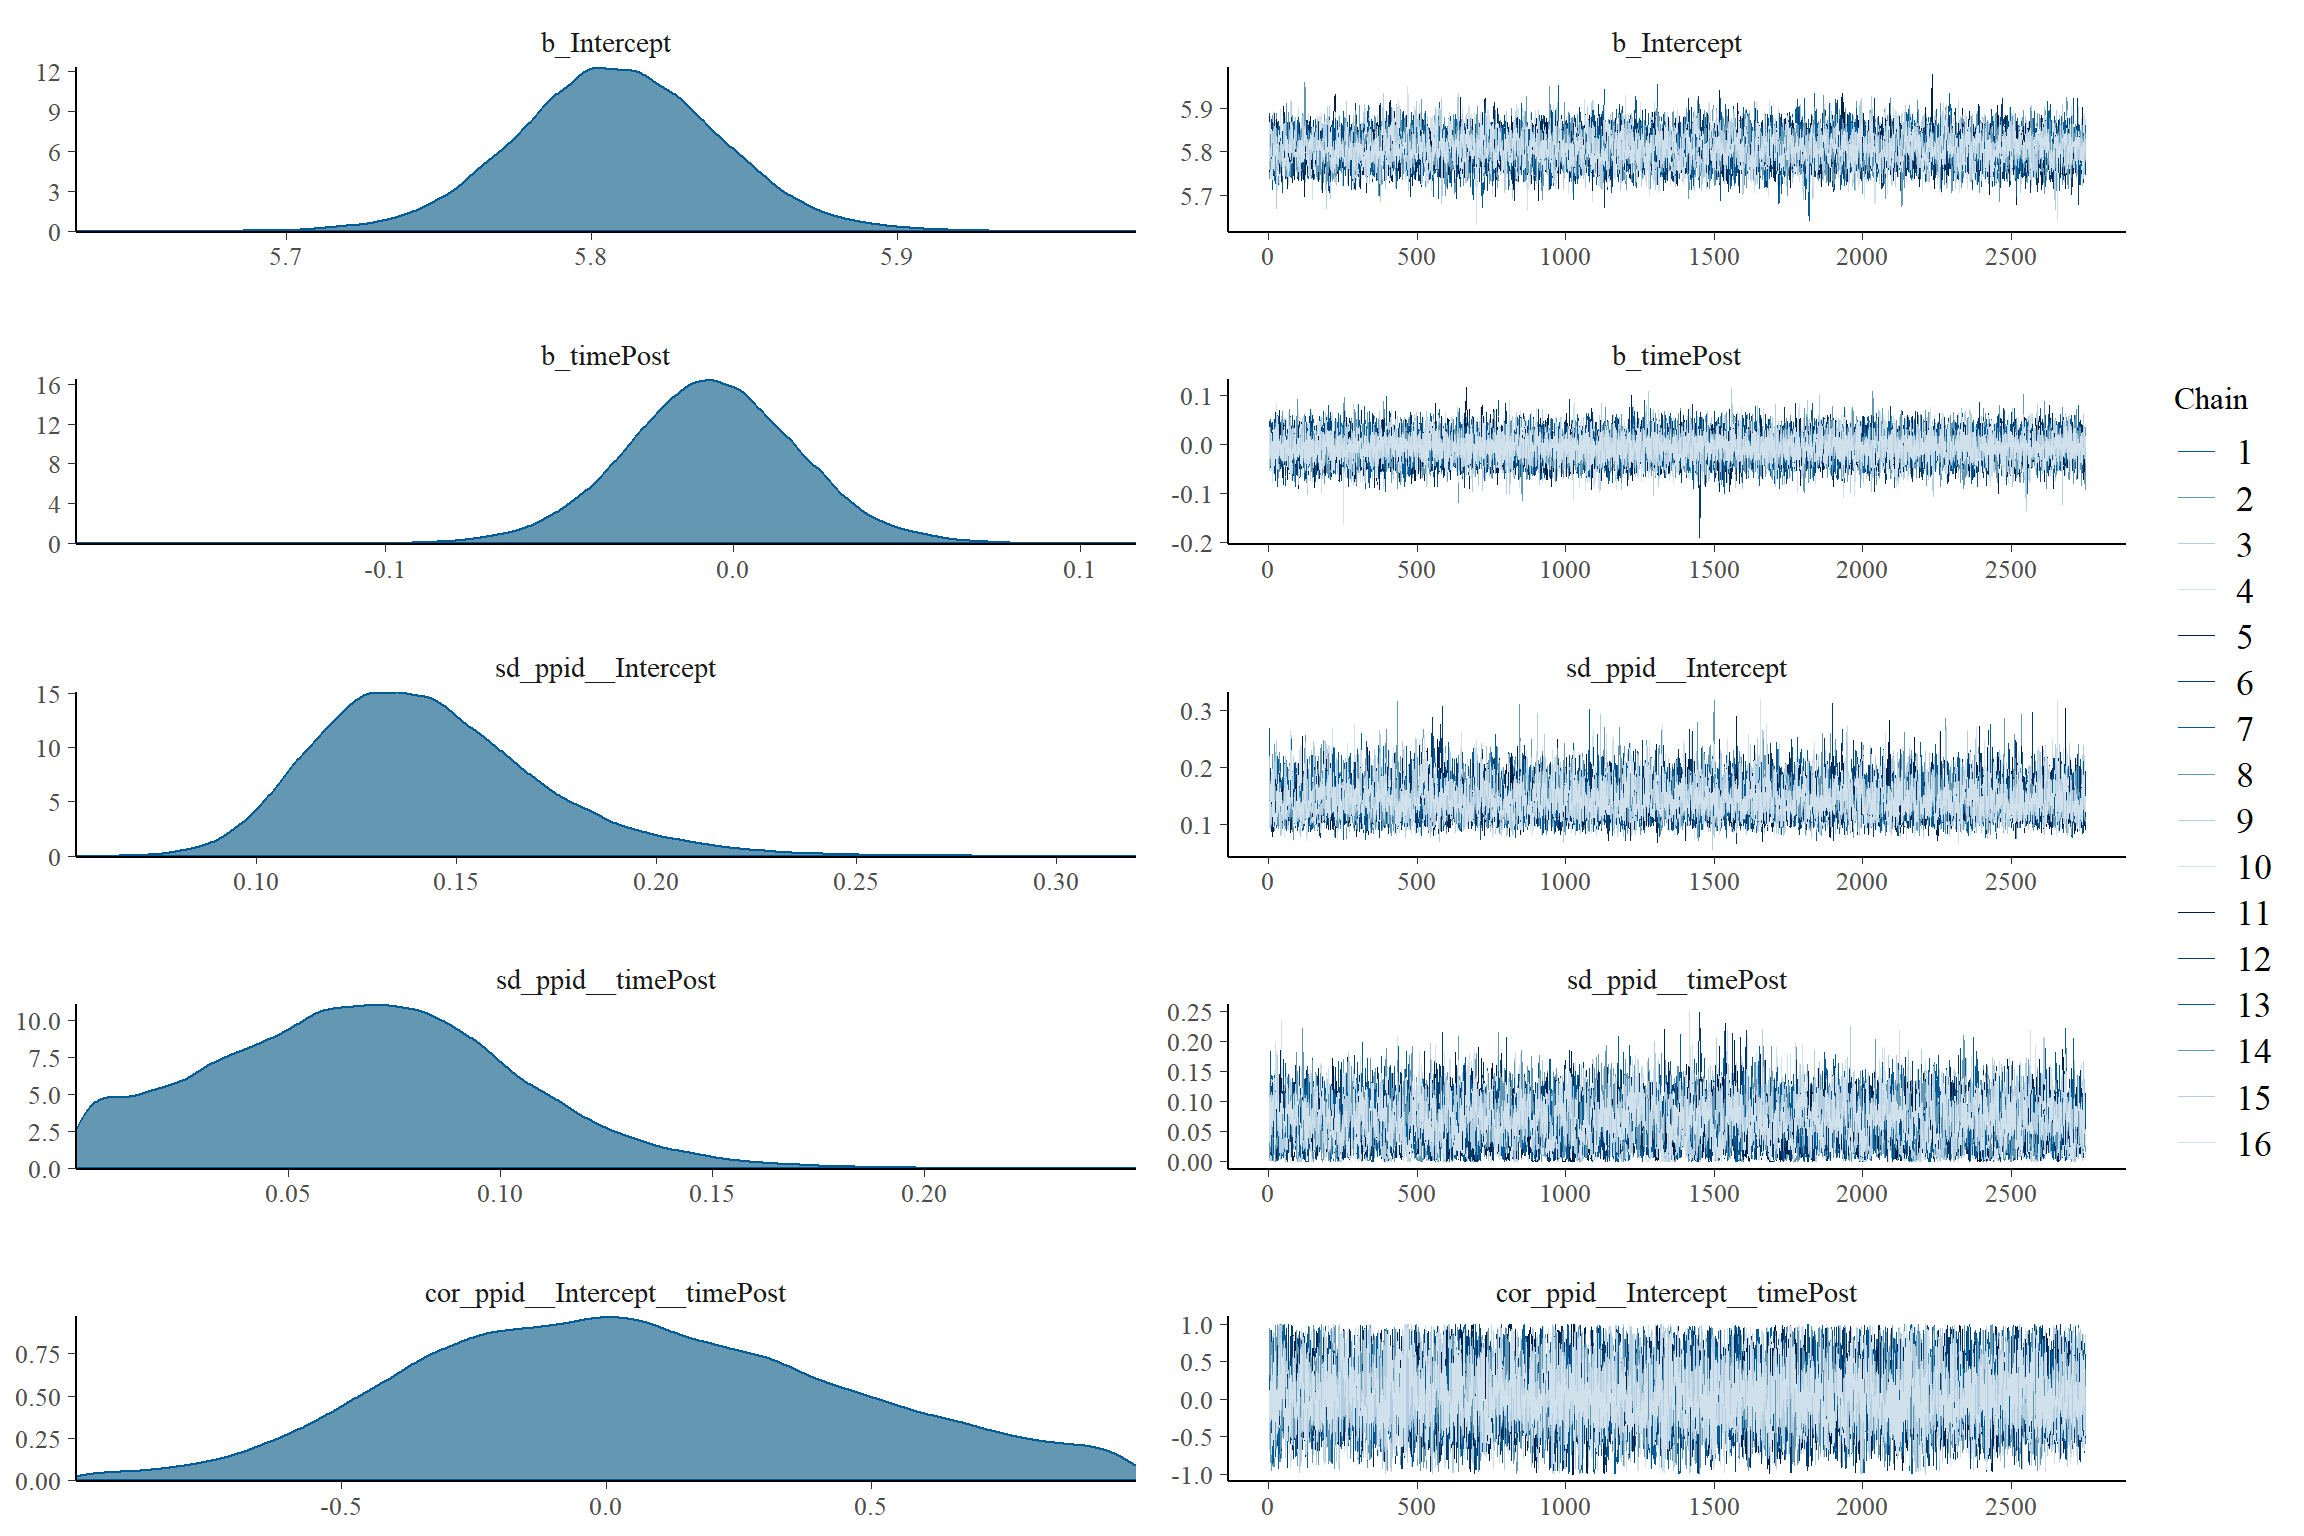 b_Intercept
12
9
6
3
0
5.7 5.8 5.9
b_Intercept
5.9
5.8
5.7
0 500 1000 1500 2000 2500
b_timePost
16
12
8
4
0
-0.1 0.0 0.1
b_timePost
0.1
0.0
-0.1
-0.2
0 500 1000 1500 2000 2500
sd_ppid__Intercept
15
10
5
0
0.10 0.15 0.20 0.25 0.30
sd_ppid__Intercept
0.3
0.2
0.1
0 500 1000 1500 2000 2500
sd_ppid__timePost
10.0
7.5
5.0
2.5
0.0
0.05 0.10 0.15 0.20
sd_ppid__timePost
0.25
0.20
0.15
0.10
0.05
0.00
0 500 1000 1500 2000 2500
cor_ppid__Intercept__timePost
0.75
0.50
0.25
0.00
-0.5 0.0 0.5
cor_ppid__Intercept__timePost
1.0
0.5
0.0
-0.5
-1.0
0 500 1000 1500 2000 2500
Chain
1
2
3
4
5
6
7
8
9
10
11
12
13
14
15
16